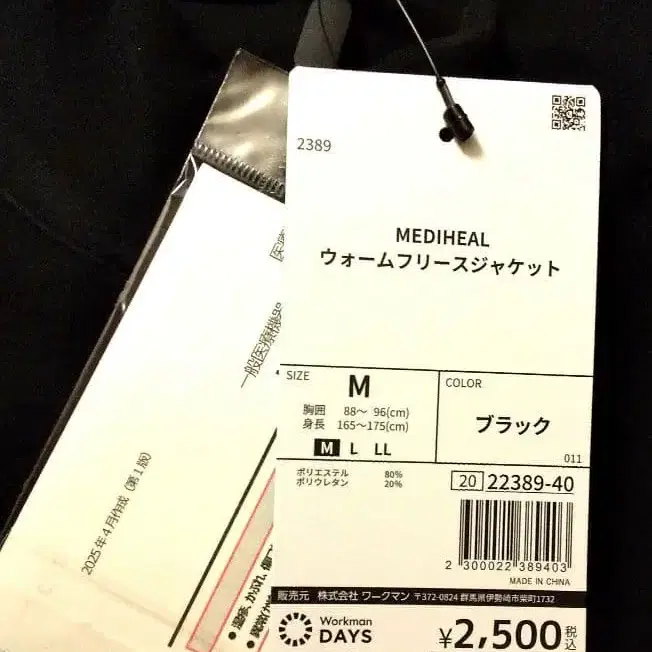 2389
MEDIHEAL
ウォームフリースジャケット
SIZE
M
胸囲 88～ 96(cm)
身長 165～175(cm)
M L LL
COLOR
ブラック
011
ポリエステル 80%
ポリウレタン 20%
20 22389-40
2 300022 389403
MADE IN CHINA
販売元 株式会社 ワークマン 〒372-0824 群馬県伊勢崎市柴町1732
Workman
DAYS
¥2,500税込
一般医療機器
2025年4月作成（第1版）